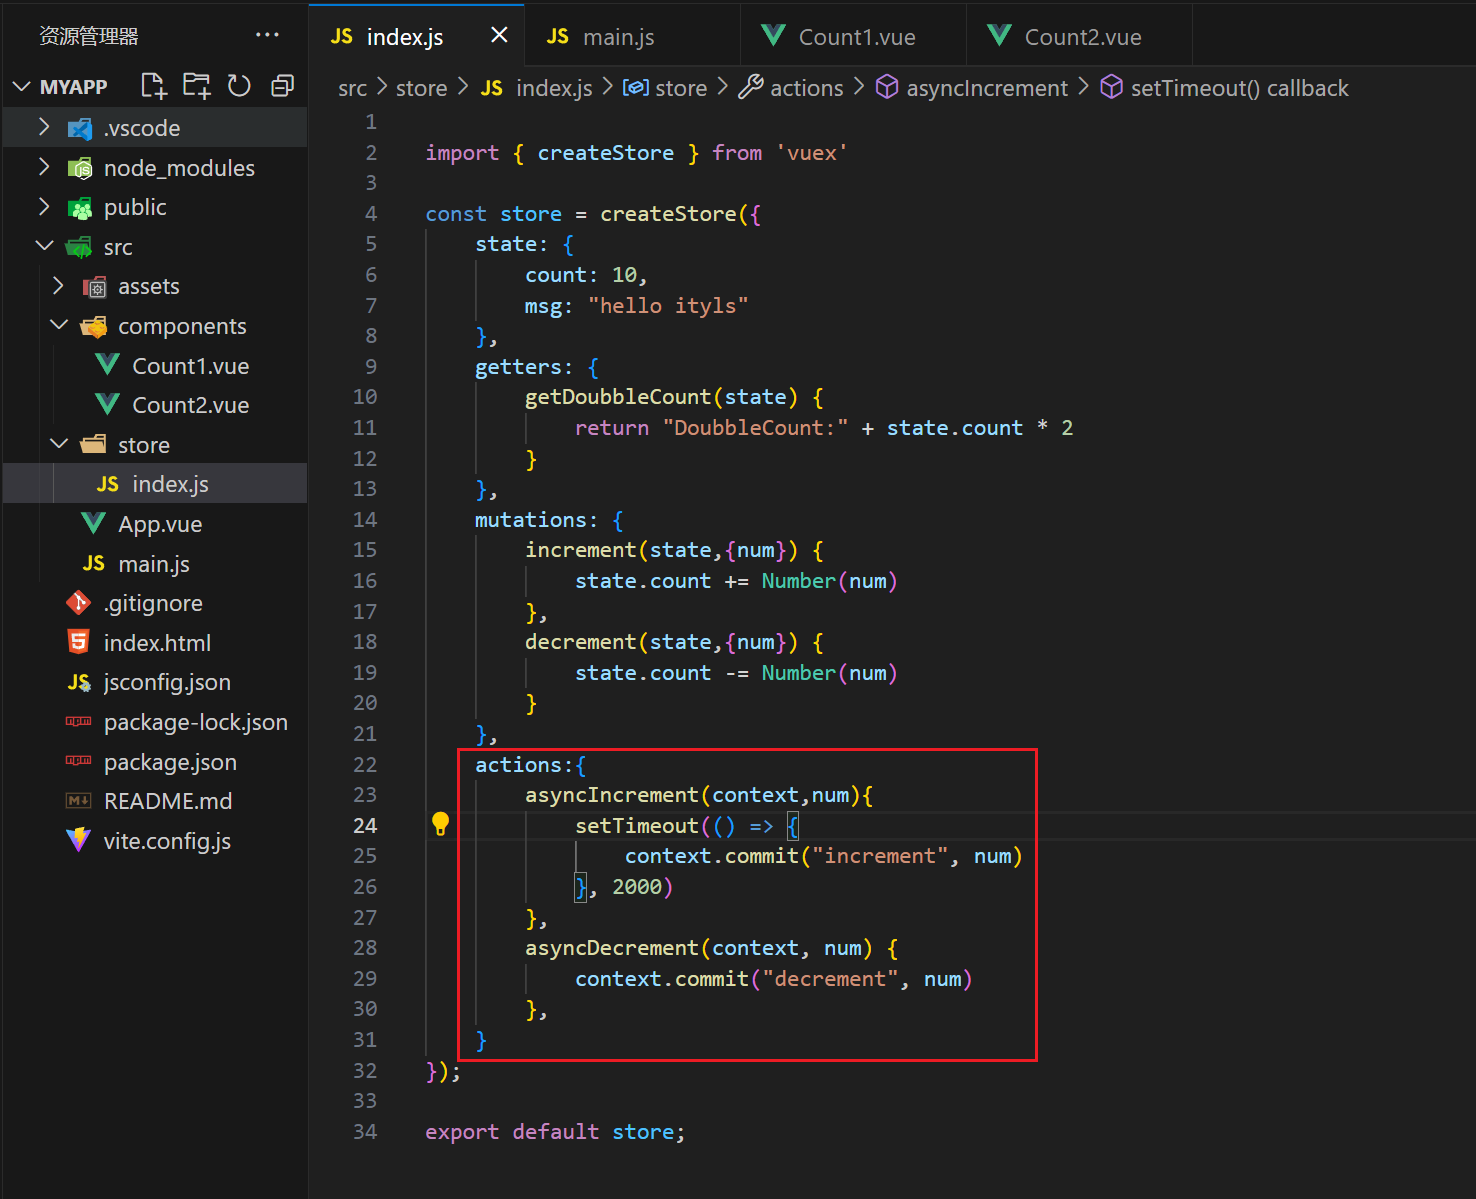 资源管理器 ···
MYAPP
.vscode
node_modules
public
src
assets
components
Count1.vue
Count2.vue
store
JS index.js
App.vue
JS main.js
.gitignore
index.html
JS jsconfig.json
package-lock.json
package.json
README.md
vite.config.js
JS index.js
JS main.js
Count1.vue
Count2.vue
src > store > JS index.js > store > actions > asyncIncrement > setTimeout() callback
1
2 import { createStore } from 'vuex'
3
4 const store = createStore({
5 state: {
6 count: 10,
7 msg: "hello ityls"
8 },
9 getters: {
10 getDoubbleCount(state) {
11 return "DoubbleCount:" + state.count * 2
12 }
13 },
14 mutations: {
15 increment(state,{num}) {
16 state.count += Number(num)
17 },
18 decrement(state,{num}) {
19 state.count -= Number(num)
20 }
21 },
22 actions:{
23 asyncIncrement(context,num){
24 setTimeout(() => {
25 context.commit("increment", num)
26 }, 2000)
27 },
28 asyncDecrement(context, num) {
29 context.commit("decrement", num)
30 },
31 }
32 });
33
34 export default store;